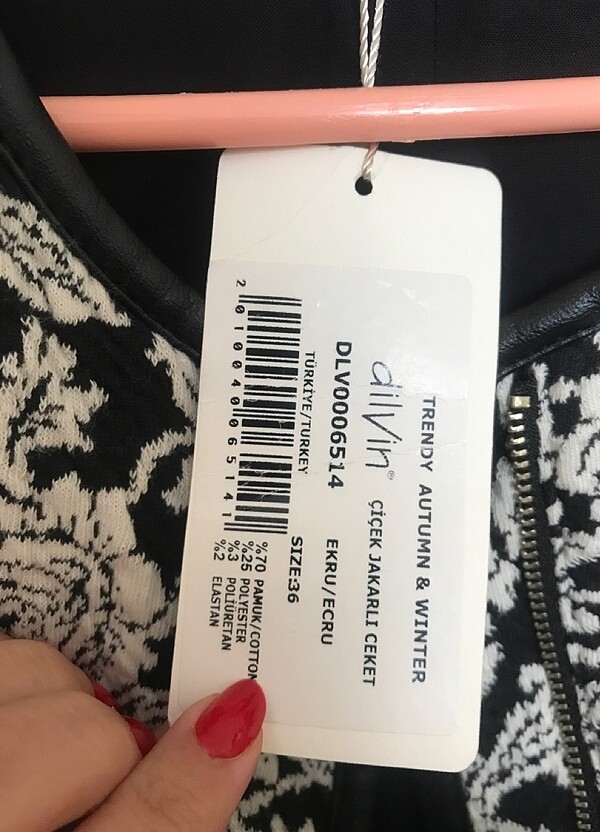 TRENDY AUTUMN & WINTER
dilvin® ÇİÇEK JAKARLI CEKET
DLV0006514 EKRU/ECRU
TÜRKİYE/TURKEY SIZE:36
2010040065141
%70 PAMUK/COTTON
%25 POLYESTER
%3 POLİÜRETAN
%2 ELASTAN